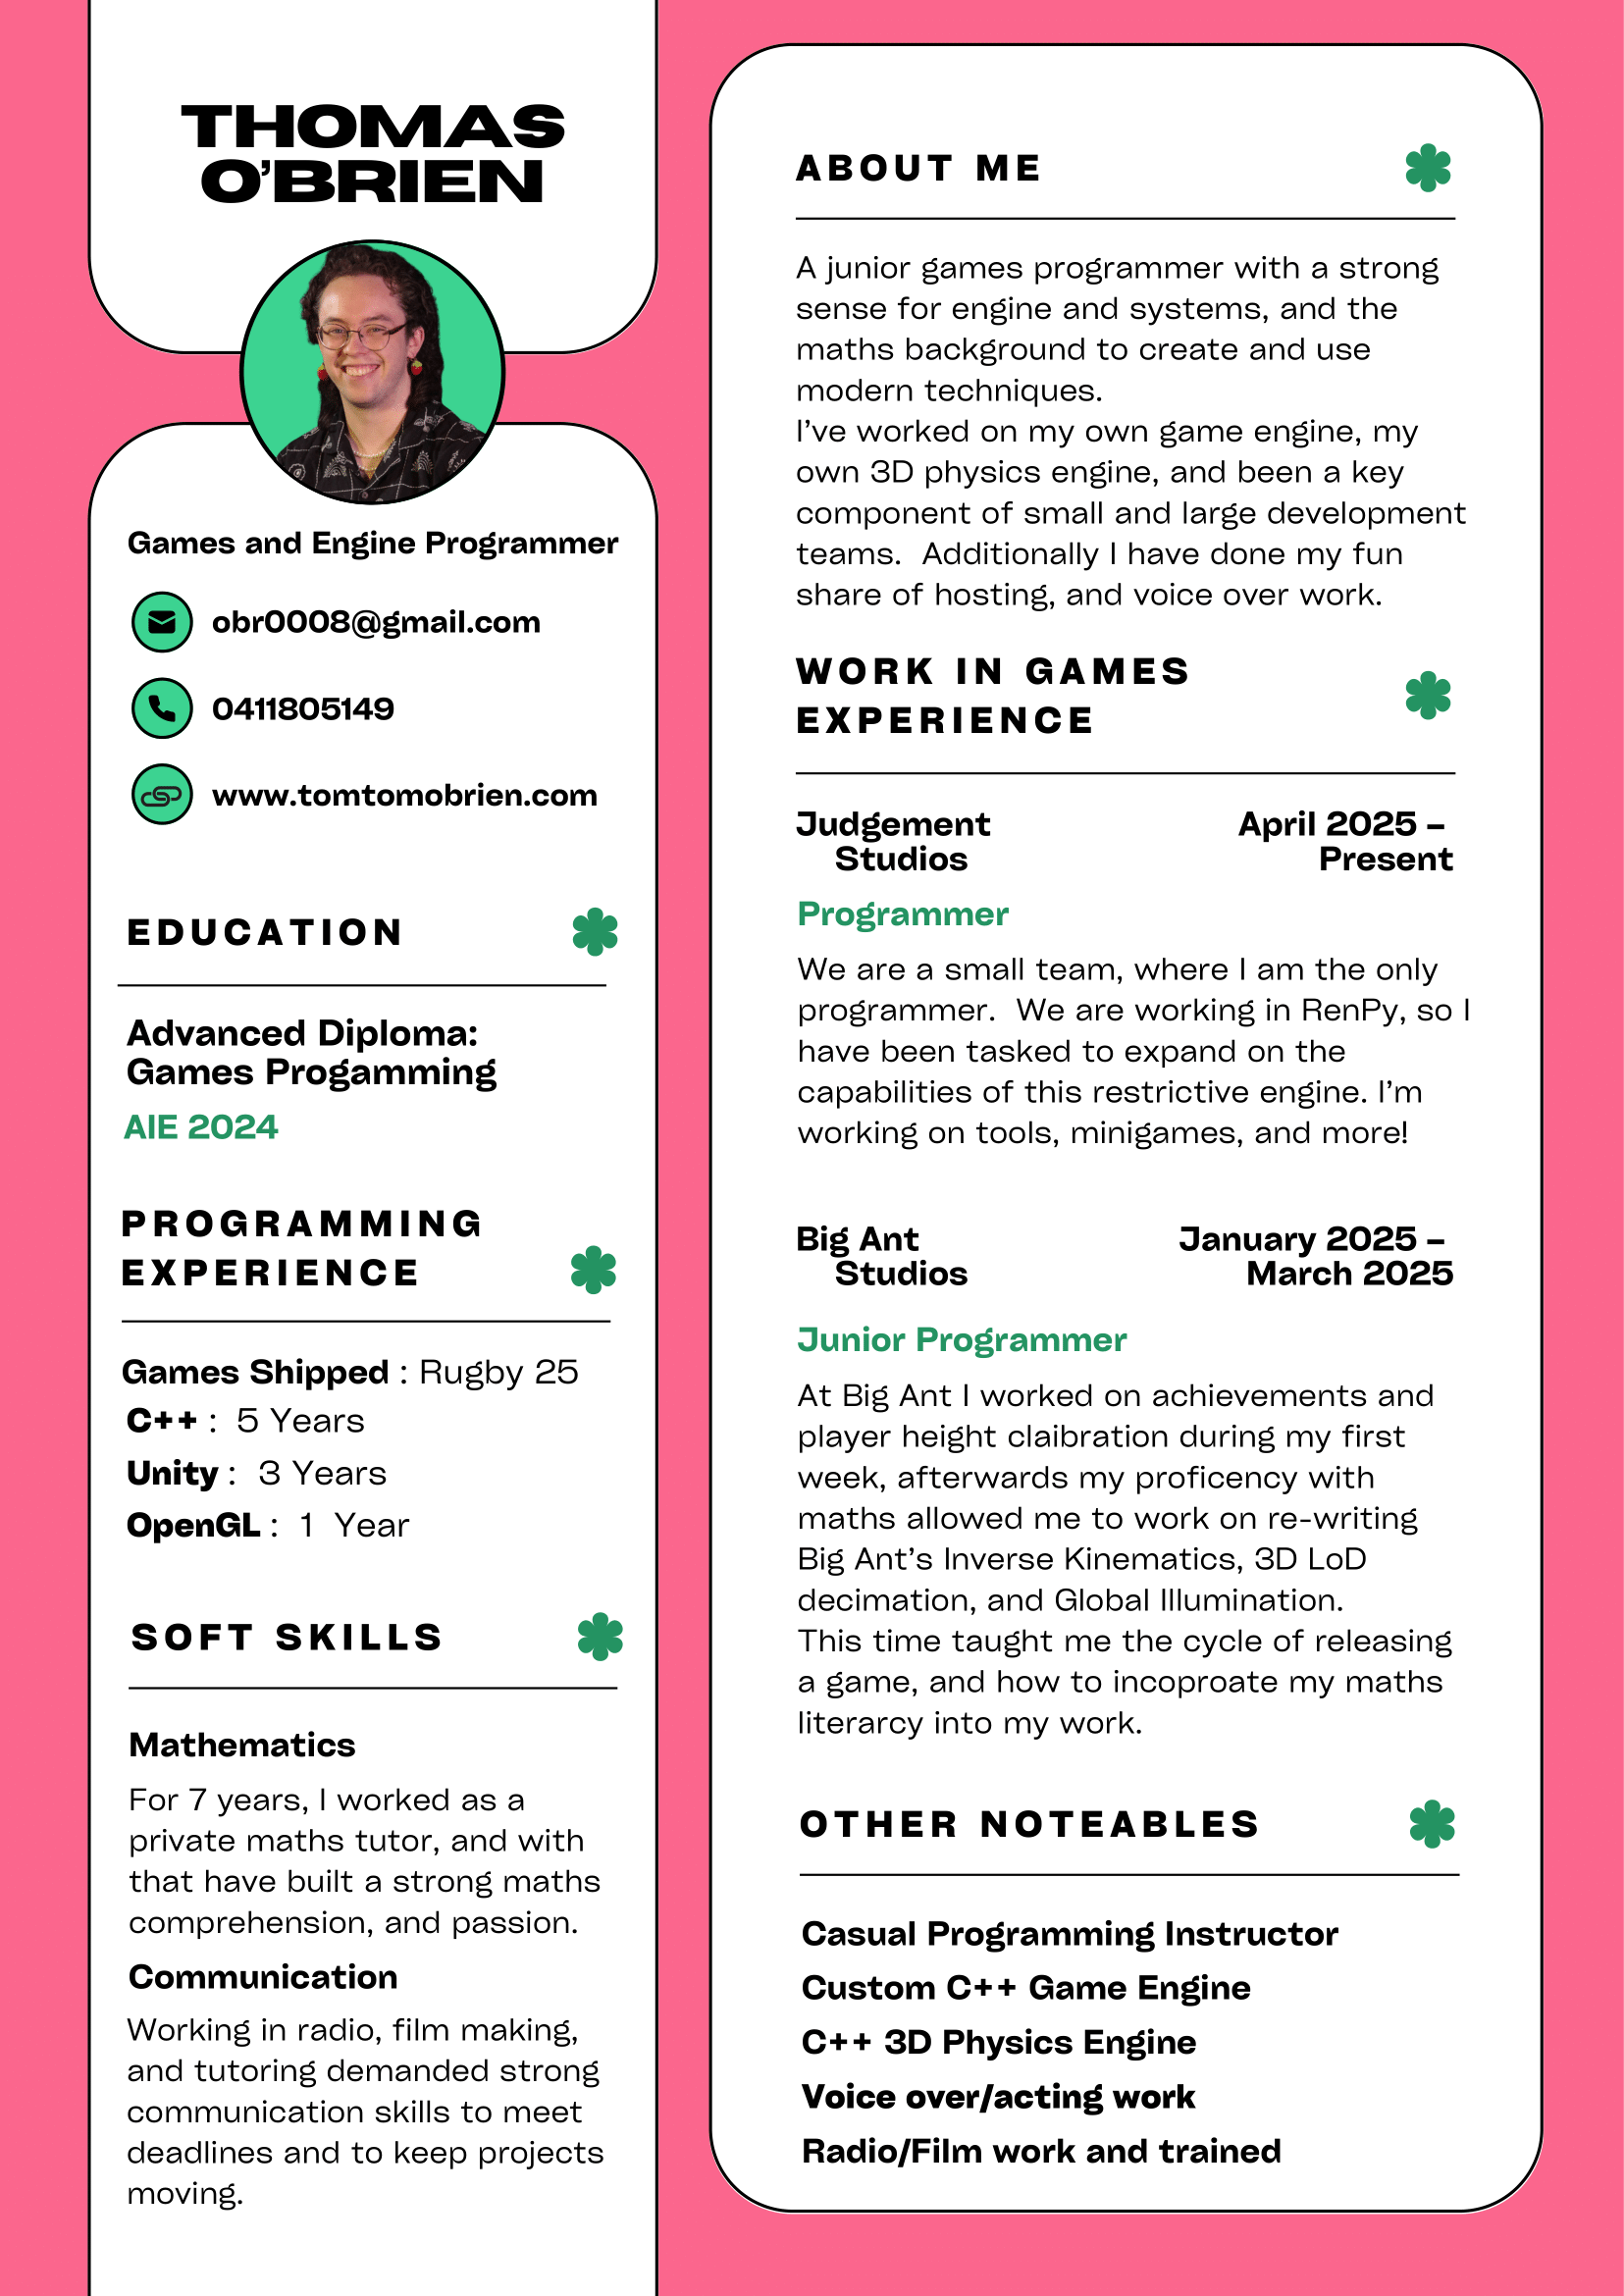 THOMAS
O'BRIEN
Games and Engine Programmer
obr0008@gmail.com
0411805149
www.tomtomobrien.com
EDUCATION
Advanced Diploma:
Games Progamming
AIE 2024
PROGRAMMING
EXPERIENCE
Games Shipped : Rugby 25
C++ : 5 Years
Unity : 3 Years
OpenGL : 1 Year
SOFT SKILLS
Mathematics
For 7 years, I worked as a
private maths tutor, and with
that have built a strong maths
comprehension, and passion.
Communication
Working in radio, film making,
and tutoring demanded strong
communication skills to meet
deadlines and to keep projects
moving.
ABOUT ME
A junior games programmer with a strong
sense for engine and systems, and the
maths background to create and use
modern techniques.
I've worked on my own game engine, my
own 3D physics engine, and been a key
component of small and large development
teams. Additionally I have done my fun
share of hosting, and voice over work.
WORK IN GAMES
EXPERIENCE
Judgement
Studios
April 2025 –
Present
Programmer
We are a small team, where I am the only
programmer. We are working in RenPy, so I
have been tasked to expand on the
capabilities of this restrictive engine. I'm
working on tools, minigames, and more!
Big Ant
Studios
January 2025 –
March 2025
Junior Programmer
At Big Ant I worked on achievements and
player height claibration during my first
week, afterwards my proficency with
maths allowed me to work on re-writing
Big Ant's Inverse Kinematics, 3D LoD
decimation, and Global Illumination.
This time taught me the cycle of releasing
a game, and how to incoproate my maths
literarcy into my work.
OTHER NOTEABLES
Casual Programming Instructor
Custom C++ Game Engine
C++ 3D Physics Engine
Voice over/acting work
Radio/Film work and trained